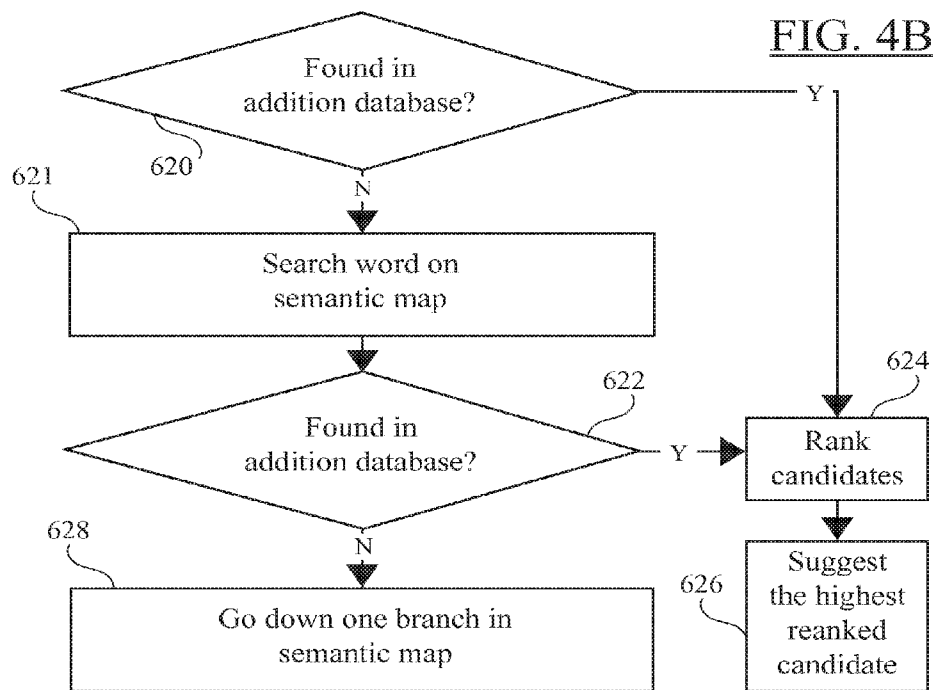 FIG. 4B
Found in
addition database?
Y
620
N
621
Search word on
semantic map
622
624
Found in
addition database?
Y
Rank
candidates
N
628
Go down one branch in
semantic map
626
Suggest
the highest
reanked
candidate